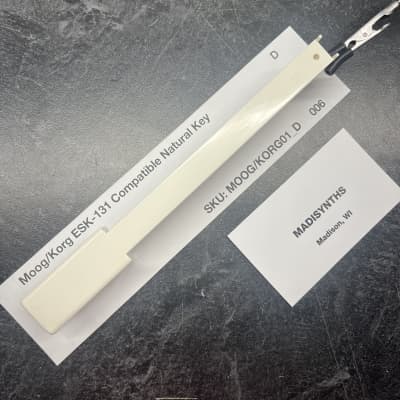 D
Moog/Korg ESK-131 Compatible Natural Key
SKU: MOOG/KORG01_D 006
MADISYNTHS
Madison, WI